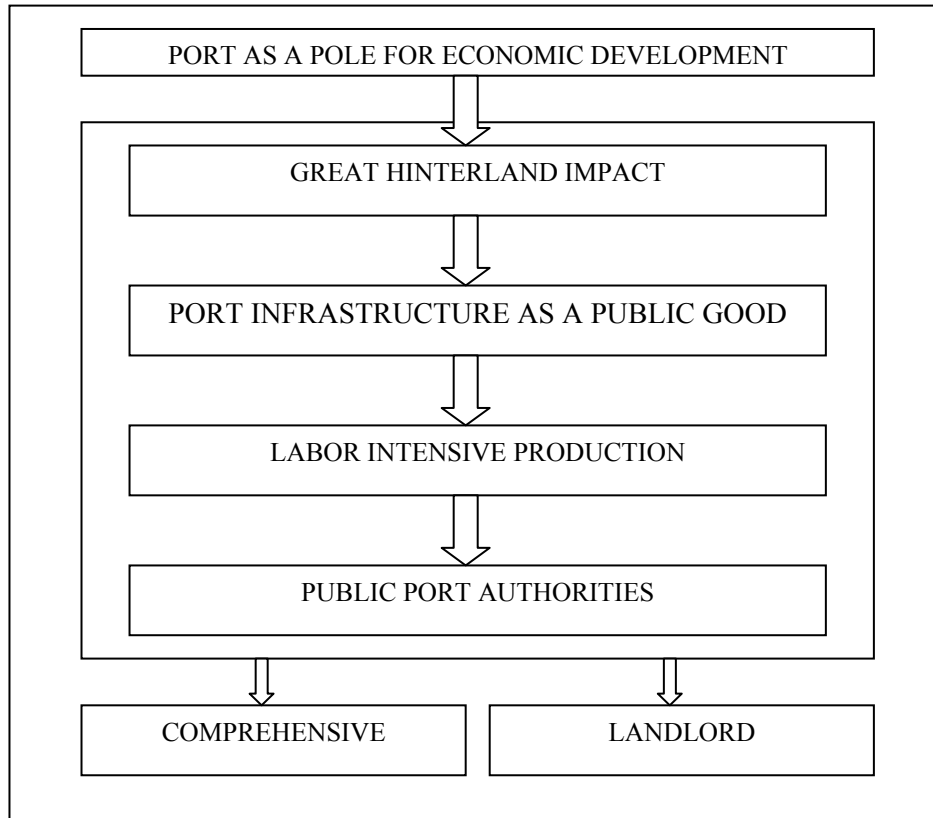 PORT AS A POLE FOR ECONOMIC DEVELOPMENT
GREAT HINTERLAND IMPACT
PORT INFRASTRUCTURE AS A PUBLIC GOOD
LABOR INTENSIVE PRODUCTION
PUBLIC PORT AUTHORITIES
COMPREHENSIVE
LANDLORD